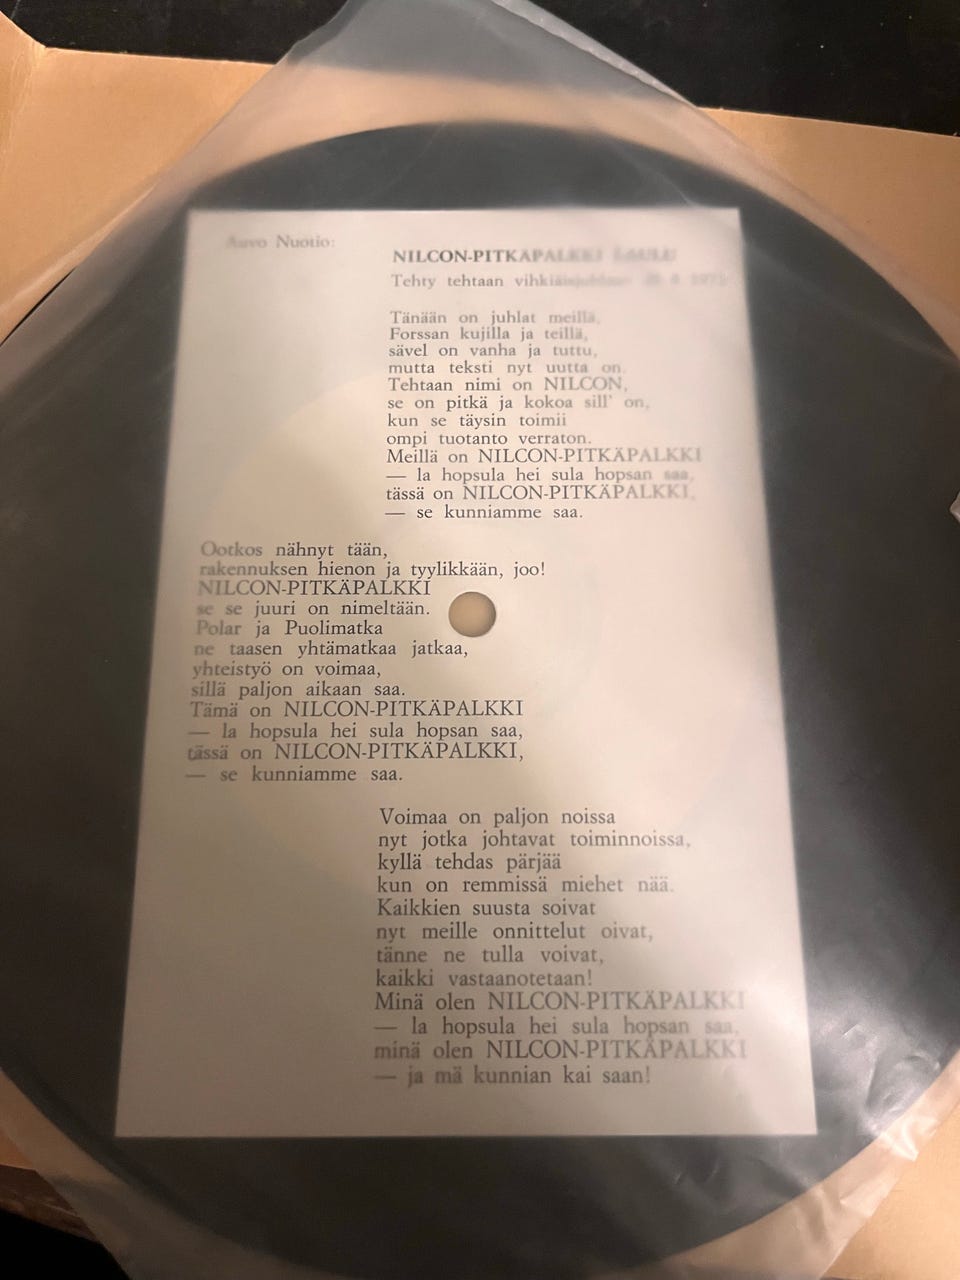 Auvo Nuotio:
NILCON-PITKÄPALKKI LAULU
Tehty tehtaan vihkiäisjuhlaan
Tänään on juhlat meillä,
Forssan kujilla ja teillä,
sävel on vanha ja tuttu,
mutta teksti nyt uutta on.
Tehtaan nimi on NILCON,
se on pitkä ja kokoa sill' on,
kun se täysin toimii
ompi tuotanto verraton.
Meillä on NILCON-PITKÄPALKKI
— la hopsula hei sula hopsan saa,
tässä on NILCON-PITKÄPALKKI,
— se kunniamme saa.
Ootkos nähnyt tään,
rakennuksen hienon ja tyylikkään, joo!
NILCON-PITKÄPALKKI
se se juuri on nimeltään.
Polar ja Puolimatka
ne taasen yhtämatkaa jatkaa,
yhteistyö on voimaa,
sillä paljon aikaan saa.
Tämä on NILCON-PITKÄPALKKI
— la hopsula hei sula hopsan saa,
tässä on NILCON-PITKÄPALKKI,
— se kunniamme saa.
Voimaa on paljon noissa
nyt jotka johtavat toiminnoissa,
kyllä tehdas pärjää
kun on remmissä miehet nää.
Kaikkien suusta soivat
nyt meille onnittelut oivat,
tänne ne tulla voivat,
kaikki vastaanotetaan!
Minä olen NILCON-PITKÄPALKKI
— la hopsula hei sula hopsan saa,
minä olen NILCON-PITKÄPALKKI
— ja mä kunnian kai saan!